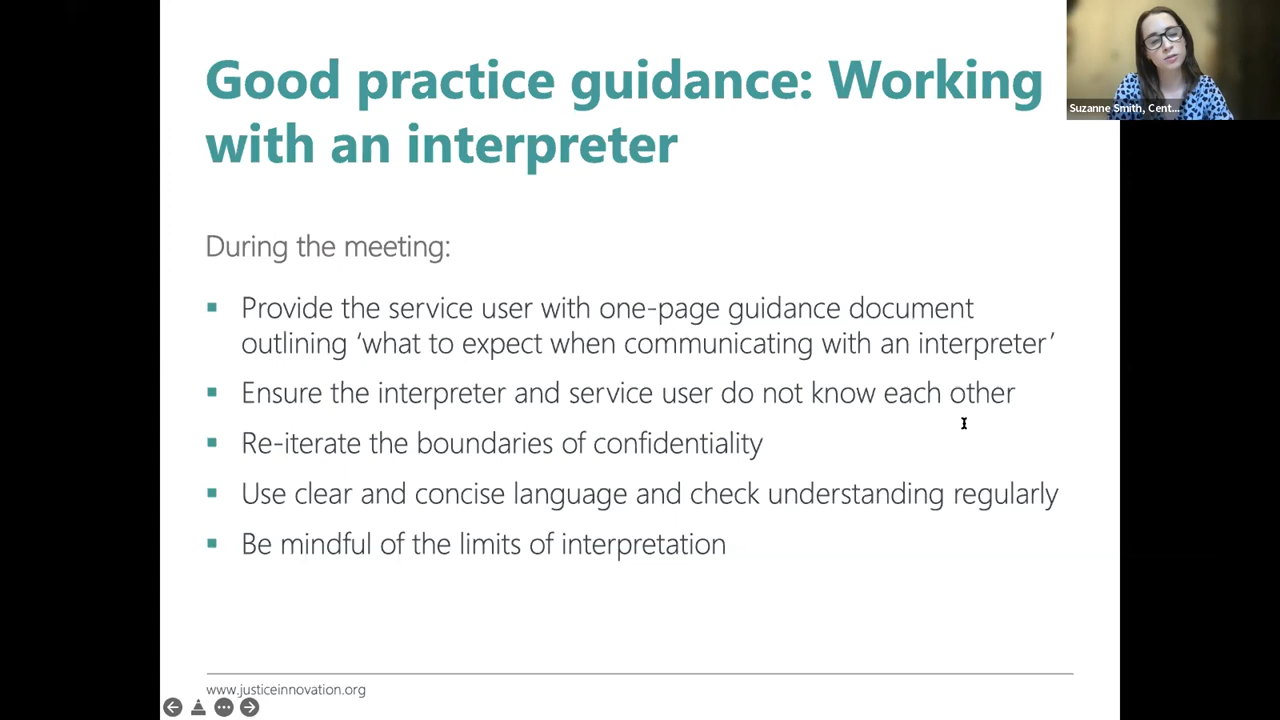 Good practice guidance: Working
with an interpreter
Suzanne Smith, Cent...
During the meeting:
▪ Provide the service user with one-page guidance document
outlining ‘what to expect when communicating with an interpreter’
▪ Ensure the interpreter and service user do not know each other
▪ Re-iterate the boundaries of confidentiality
▪ Use clear and concise language and check understanding regularly
▪ Be mindful of the limits of interpretation
www.justiceinnovation.org